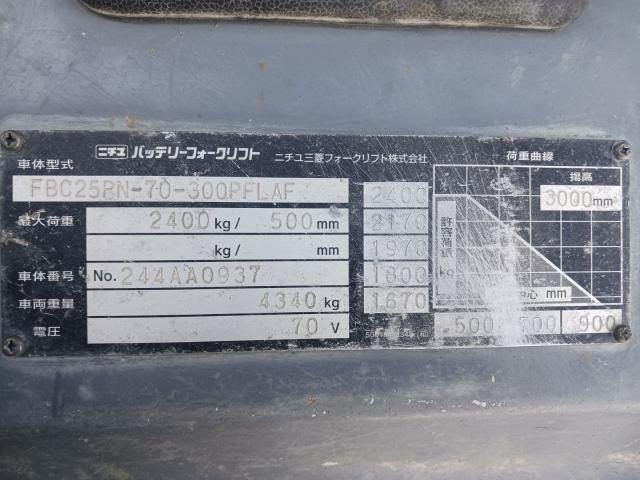 ニチユ バッテリーフォークリフト ニチユ三菱フォークリフト株式会社 荷重曲線
車体型式 FBC25PN-70-300PFLAF
揚高 3000mm
最大荷重 2400kg/ 500mm
kg/ mm
車体番号 No. 244AA0937
車両重量 4340kg
電圧 70 V
2400
2170
1970
1800
1670
許容荷重 kg
心 mm
500 700 900